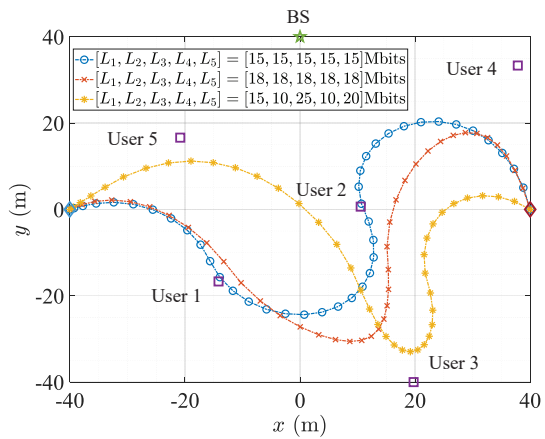 BS
40
[L₁, L₂, L₃, L₄, L₅] = [15, 15, 15, 15, 15]Mbits
[L₁, L₂, L₃, L₄, L₅] = [18, 18, 18, 18, 18]Mbits
[L₁, L₂, L₃, L₄, L₅] = [15, 10, 25, 10, 20]Mbits
User 4
20
User 5
User 2
y (m)
0
User 1
-20
User 3
-40
-40 -20 0 20 40
x (m)